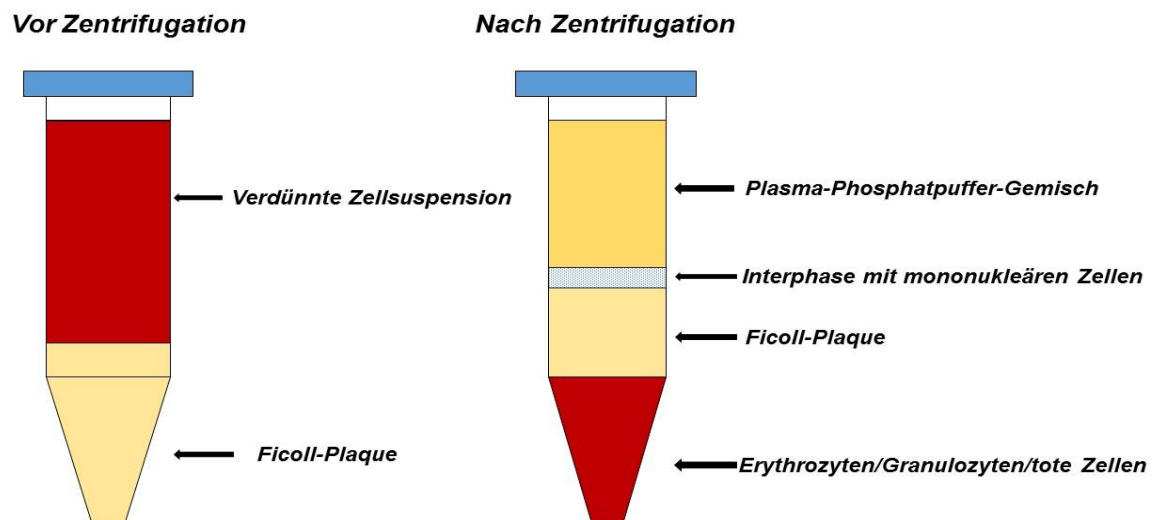 Vor Zentrifugation
Nach Zentrifugation
Verdünnte Zellsuspension
Ficoll-Plaque
Plasma-Phosphatpuffer-Gemisch
Interphase mit mononukleären Zellen
Ficoll-Plaque
Erythrozyten/Granulozyten/tote Zellen